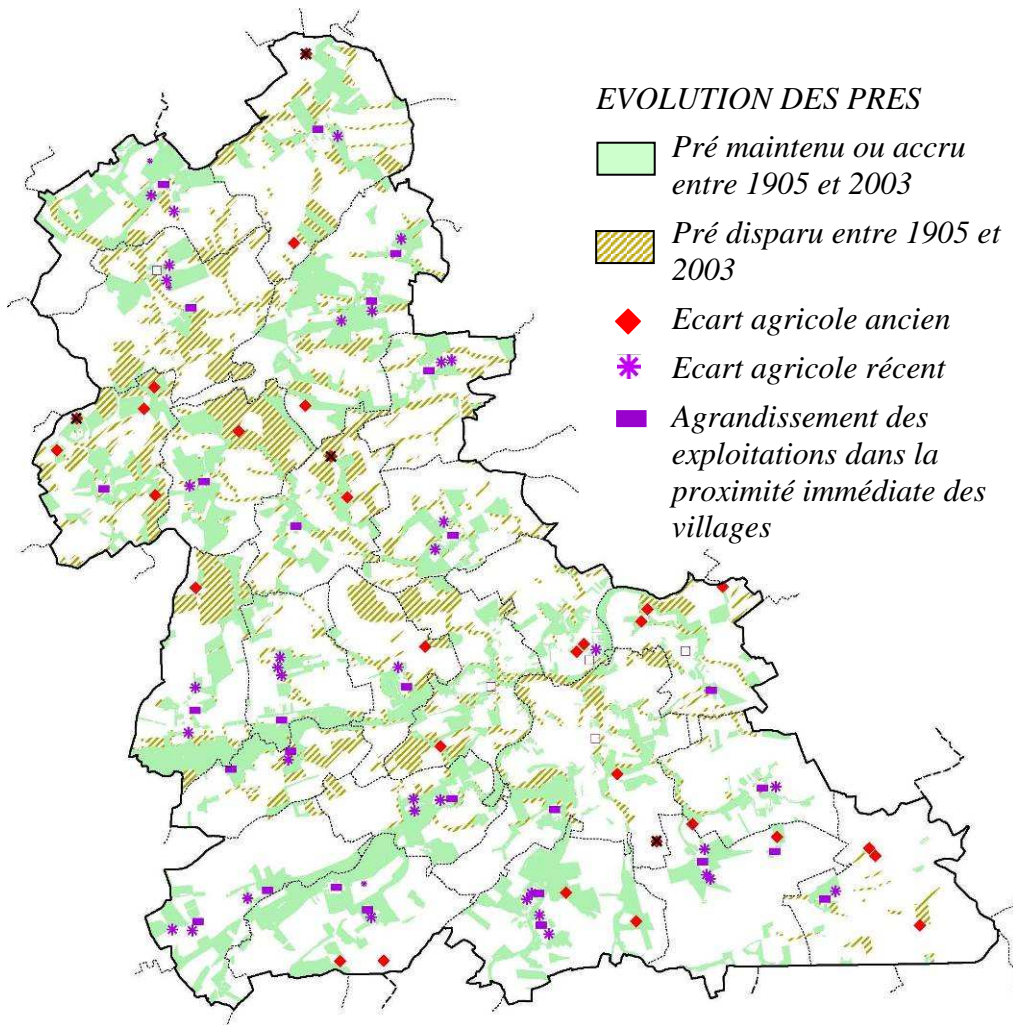 EVOLUTION DES PRES
Pré maintenu ou accru
entre 1905 et 2003
Pré disparu entre 1905 et
2003
Ecart agricole ancien
Ecart agricole récent
Agrandissement des
exploitations dans la
proximité immédiate des
villages